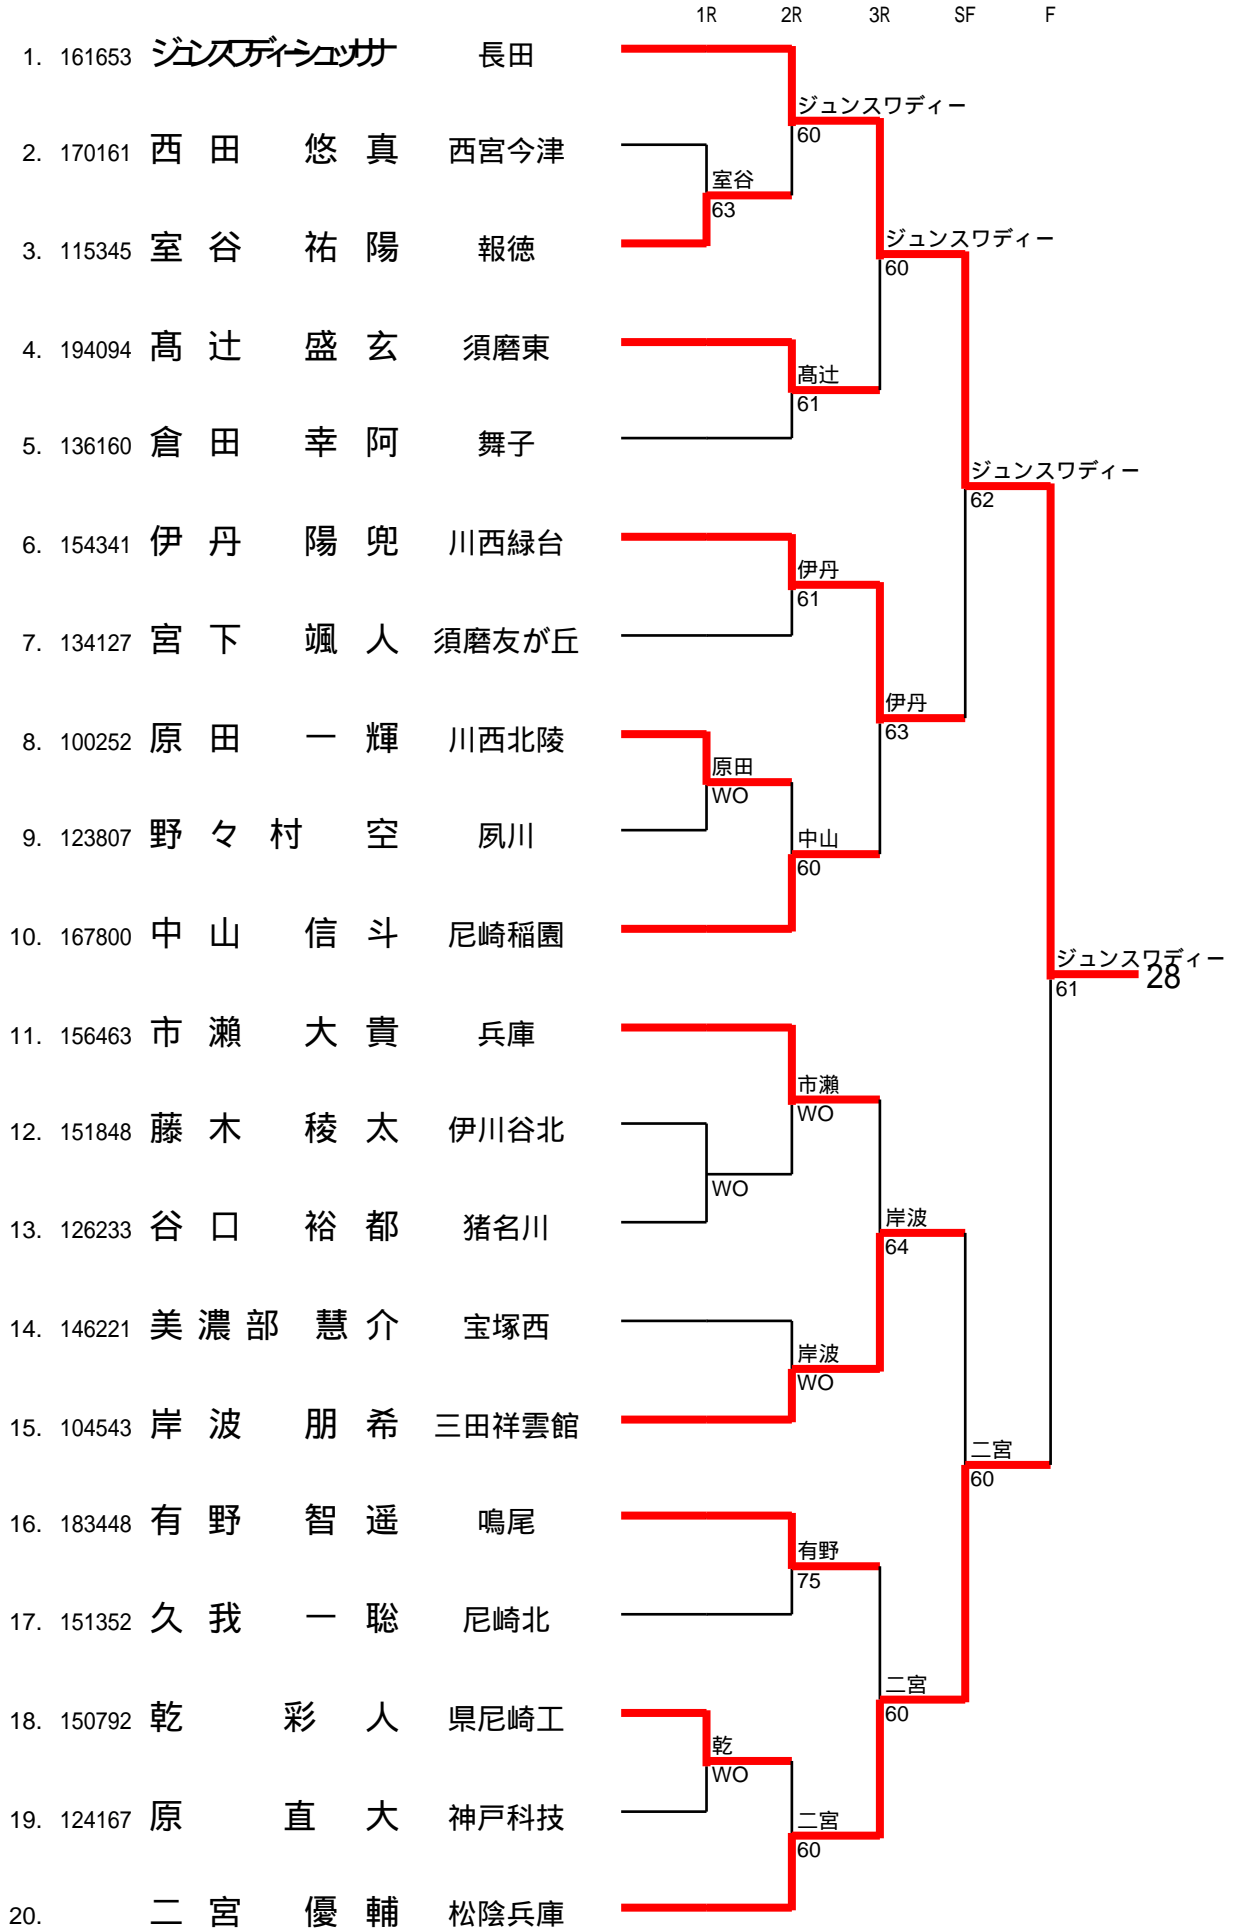 1R 2R 3R SF F
1. 161653 ジュンスワディーシュッササナ 長田
ジュンスワディー
60
2. 170161 西田 悠真 西宮今津
室谷
63
3. 115345 室谷 祐陽 報徳
ジュンスワディー
60
4. 194094 髙辻 盛玄 須磨東
髙辻
61
5. 136160 倉田 幸阿 舞子
ジュンスワディー
62
6. 154341 伊丹 陽兜 川西緑台
伊丹
61
7. 134127 宮下 颯人 須磨友が丘
伊丹
63
8. 100252 原田 一輝 川西北陵
原田
WO
9. 123807 野々村 空 夙川
中山
60
10. 167800 中山 信斗 尼崎稲園
ジュンスワディー
61 28
11. 156463 市瀬 大貴 兵庫
市瀬
WO
12. 151848 藤木 稜太 伊川谷北
WO
13. 126233 谷口 裕都 猪名川
岸波
64
14. 146221 美濃部 慧介 宝塚西
岸波
WO
15. 104543 岸波 朋希 三田祥雲館
二宮
60
16. 183448 有野 智遥 鳴尾
有野
75
17. 151352 久我 一聡 尼崎北
二宮
60
18. 150792 乾 彩人 県尼崎工
乾
WO
19. 124167 原 直大 神戸科技
二宮
60
20. 二宮 優輔 松陰兵庫